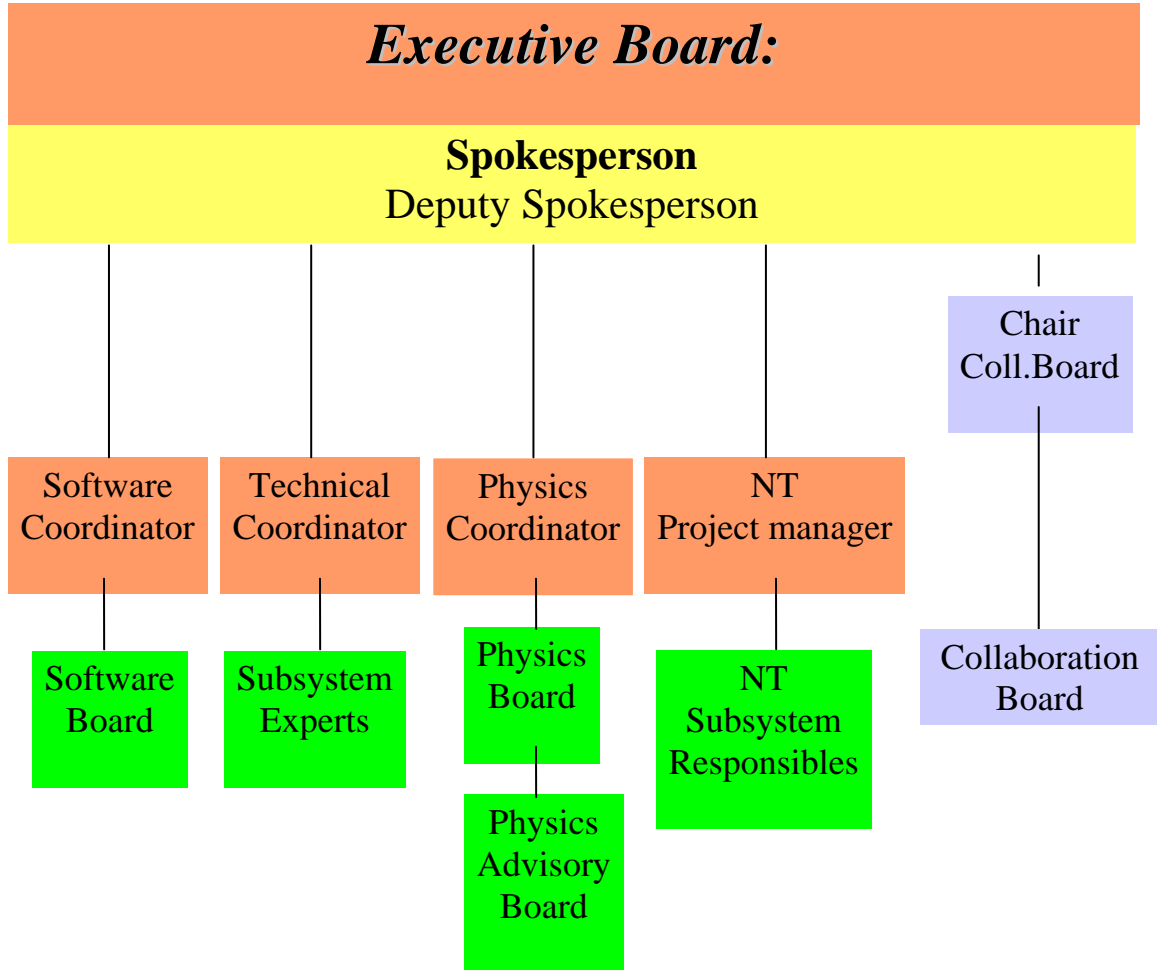 Executive Board:
Spokesperson
Deputy Spokesperson
Chair
Coll.Board
Software
Coordinator
Technical
Coordinator
Physics
Coordinator
NT
Project manager
Software
Board
Subsystem
Experts
Physics
Board
NT
Subsystem
Responsibles
Collaboration
Board
Physics
Advisory
Board